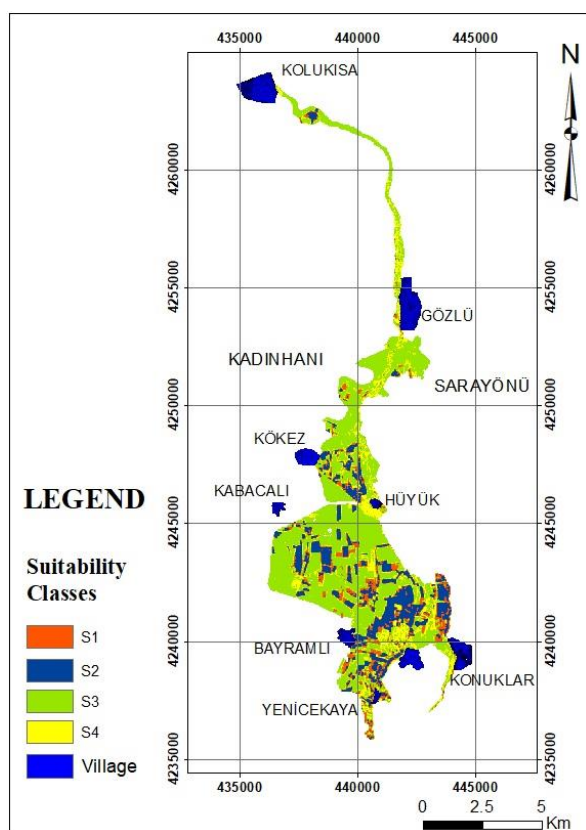 435000 440000 445000
N
KOLUKISA
4260000 4260000
4255000 4255000
GÖZLÜ
KADINHANI
SARAYÖNÜ
4250000 4250000
KÖKEZ
KABACALI
HÜYÜK
LEGEND
4245000 4245000
Suitability
Classes
S1
S2
S3
S4
Village
4240000 4240000
BAYRAMLI
KONUKLAR
YENİCEKAYA
4235000 4235000
435000 440000 445000
0 2.5 5
Km